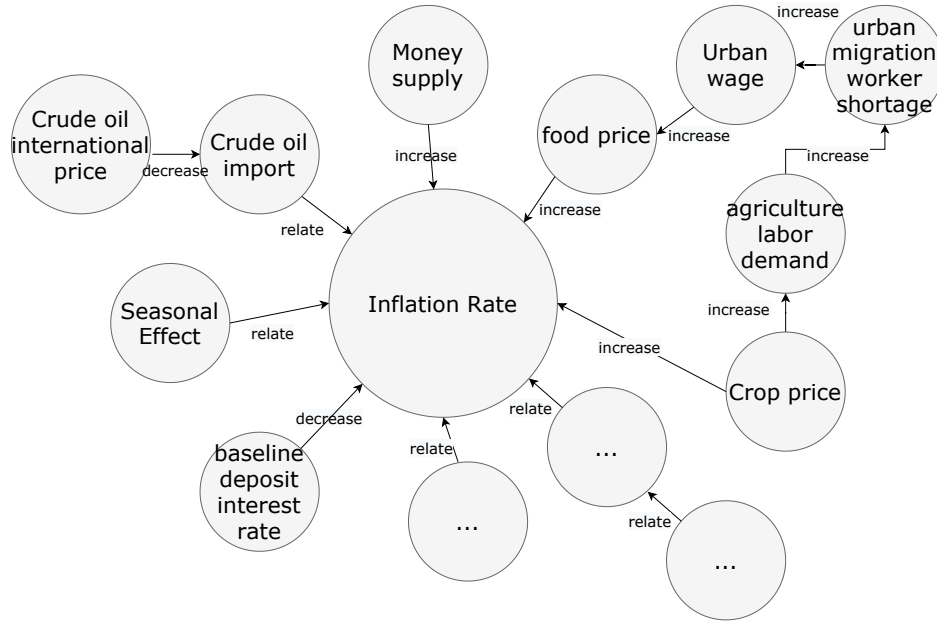 increase
Money
supply
Urban
wage
urban
migration
worker
shortage
Crude oil
international
price
decrease
Crude oil
import
increase
food price
increase
increase
relate
increase
agriculture
labor
demand
Inflation Rate
Seasonal
Effect
relate
increase
increase
Crop price
decrease
relate
baseline
deposit
interest
rate
relate
...
...
relate
...